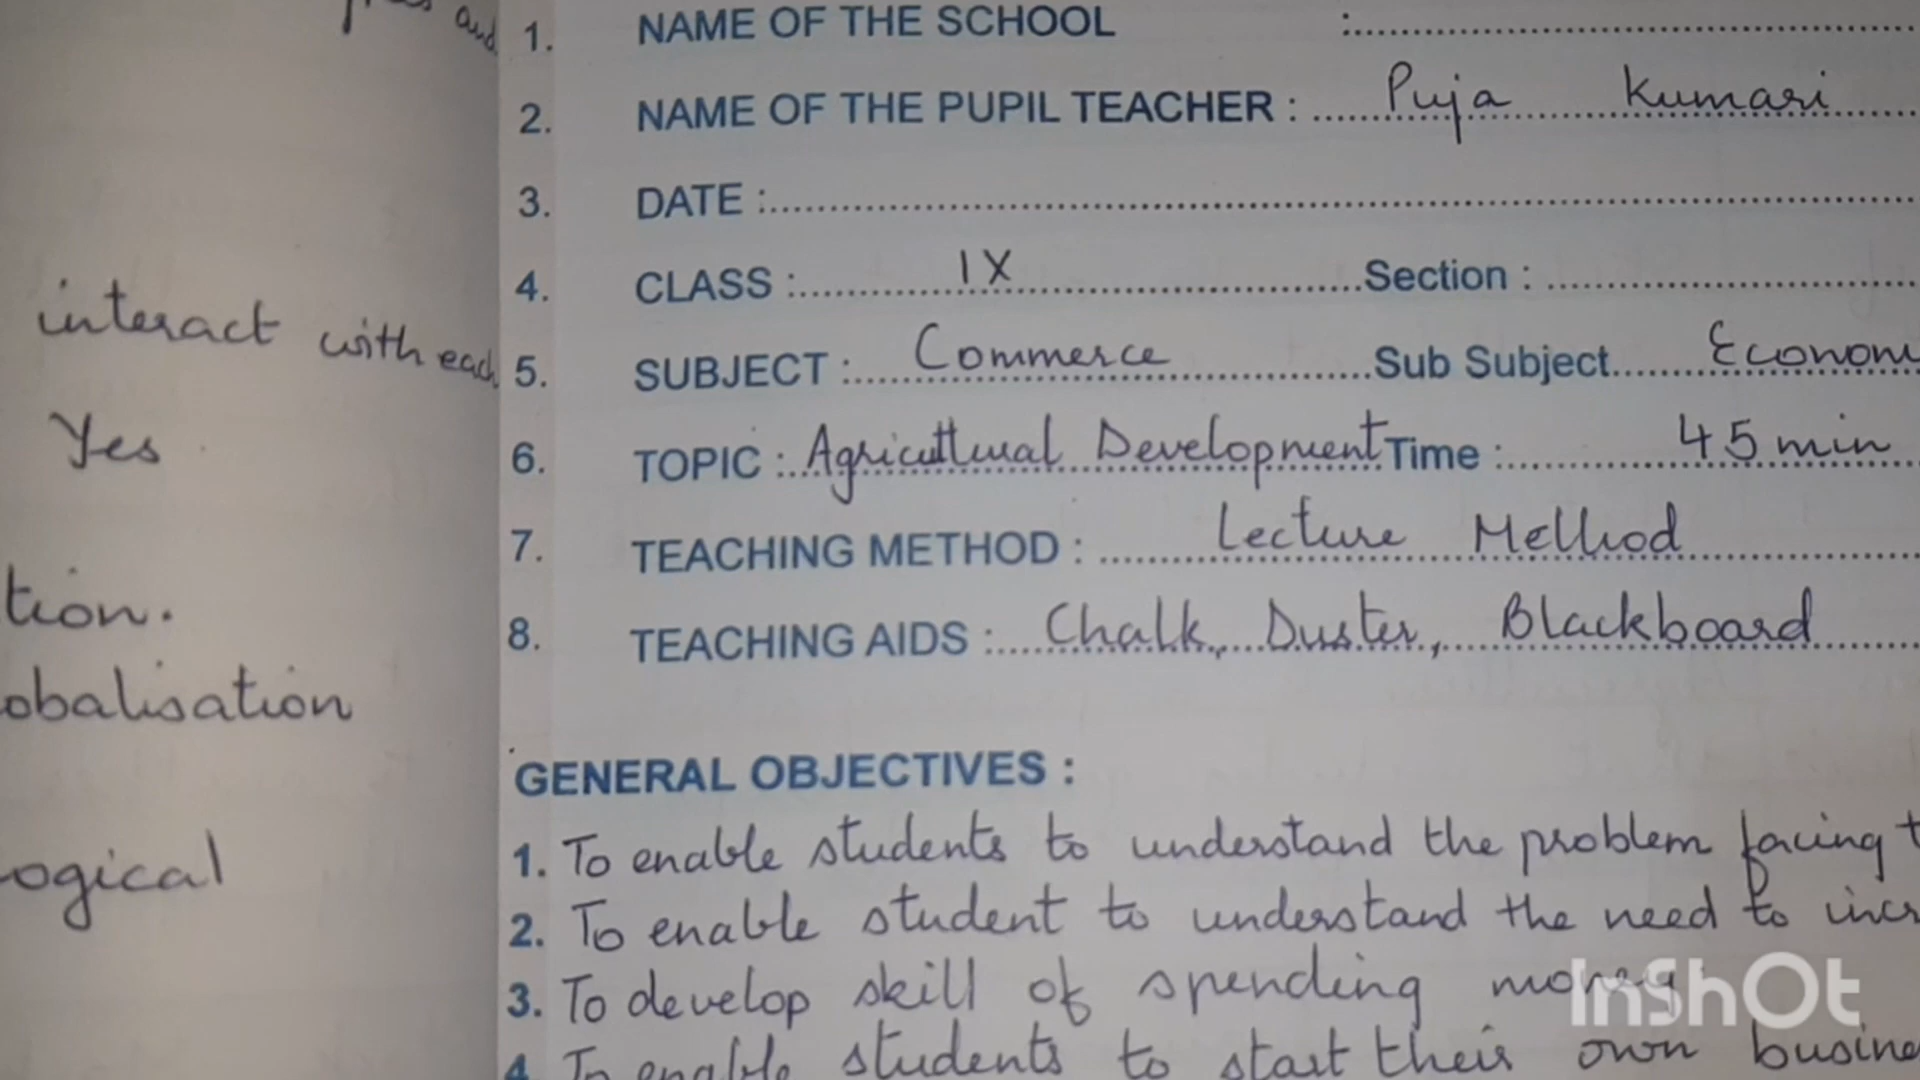 and
interact with each
Yes
tion.
obalisation
ogical
1. NAME OF THE SCHOOL :
2. NAME OF THE PUPIL TEACHER : Puja Kumari
3. DATE :
4. CLASS : IX Section :
5. SUBJECT : Commerce Sub Subject Econom
6. TOPIC : Agricultural Development Time : 45 min
7. TEACHING METHOD : Lecture Method
8. TEACHING AIDS : Chalk, Duster, Blackboard
GENERAL OBJECTIVES :
1. To enable students to understand the problem facing t
2. To enable student to understand the need to incr
3. To develop skill of spending money
4. To enable students to start their own busine
InShOt